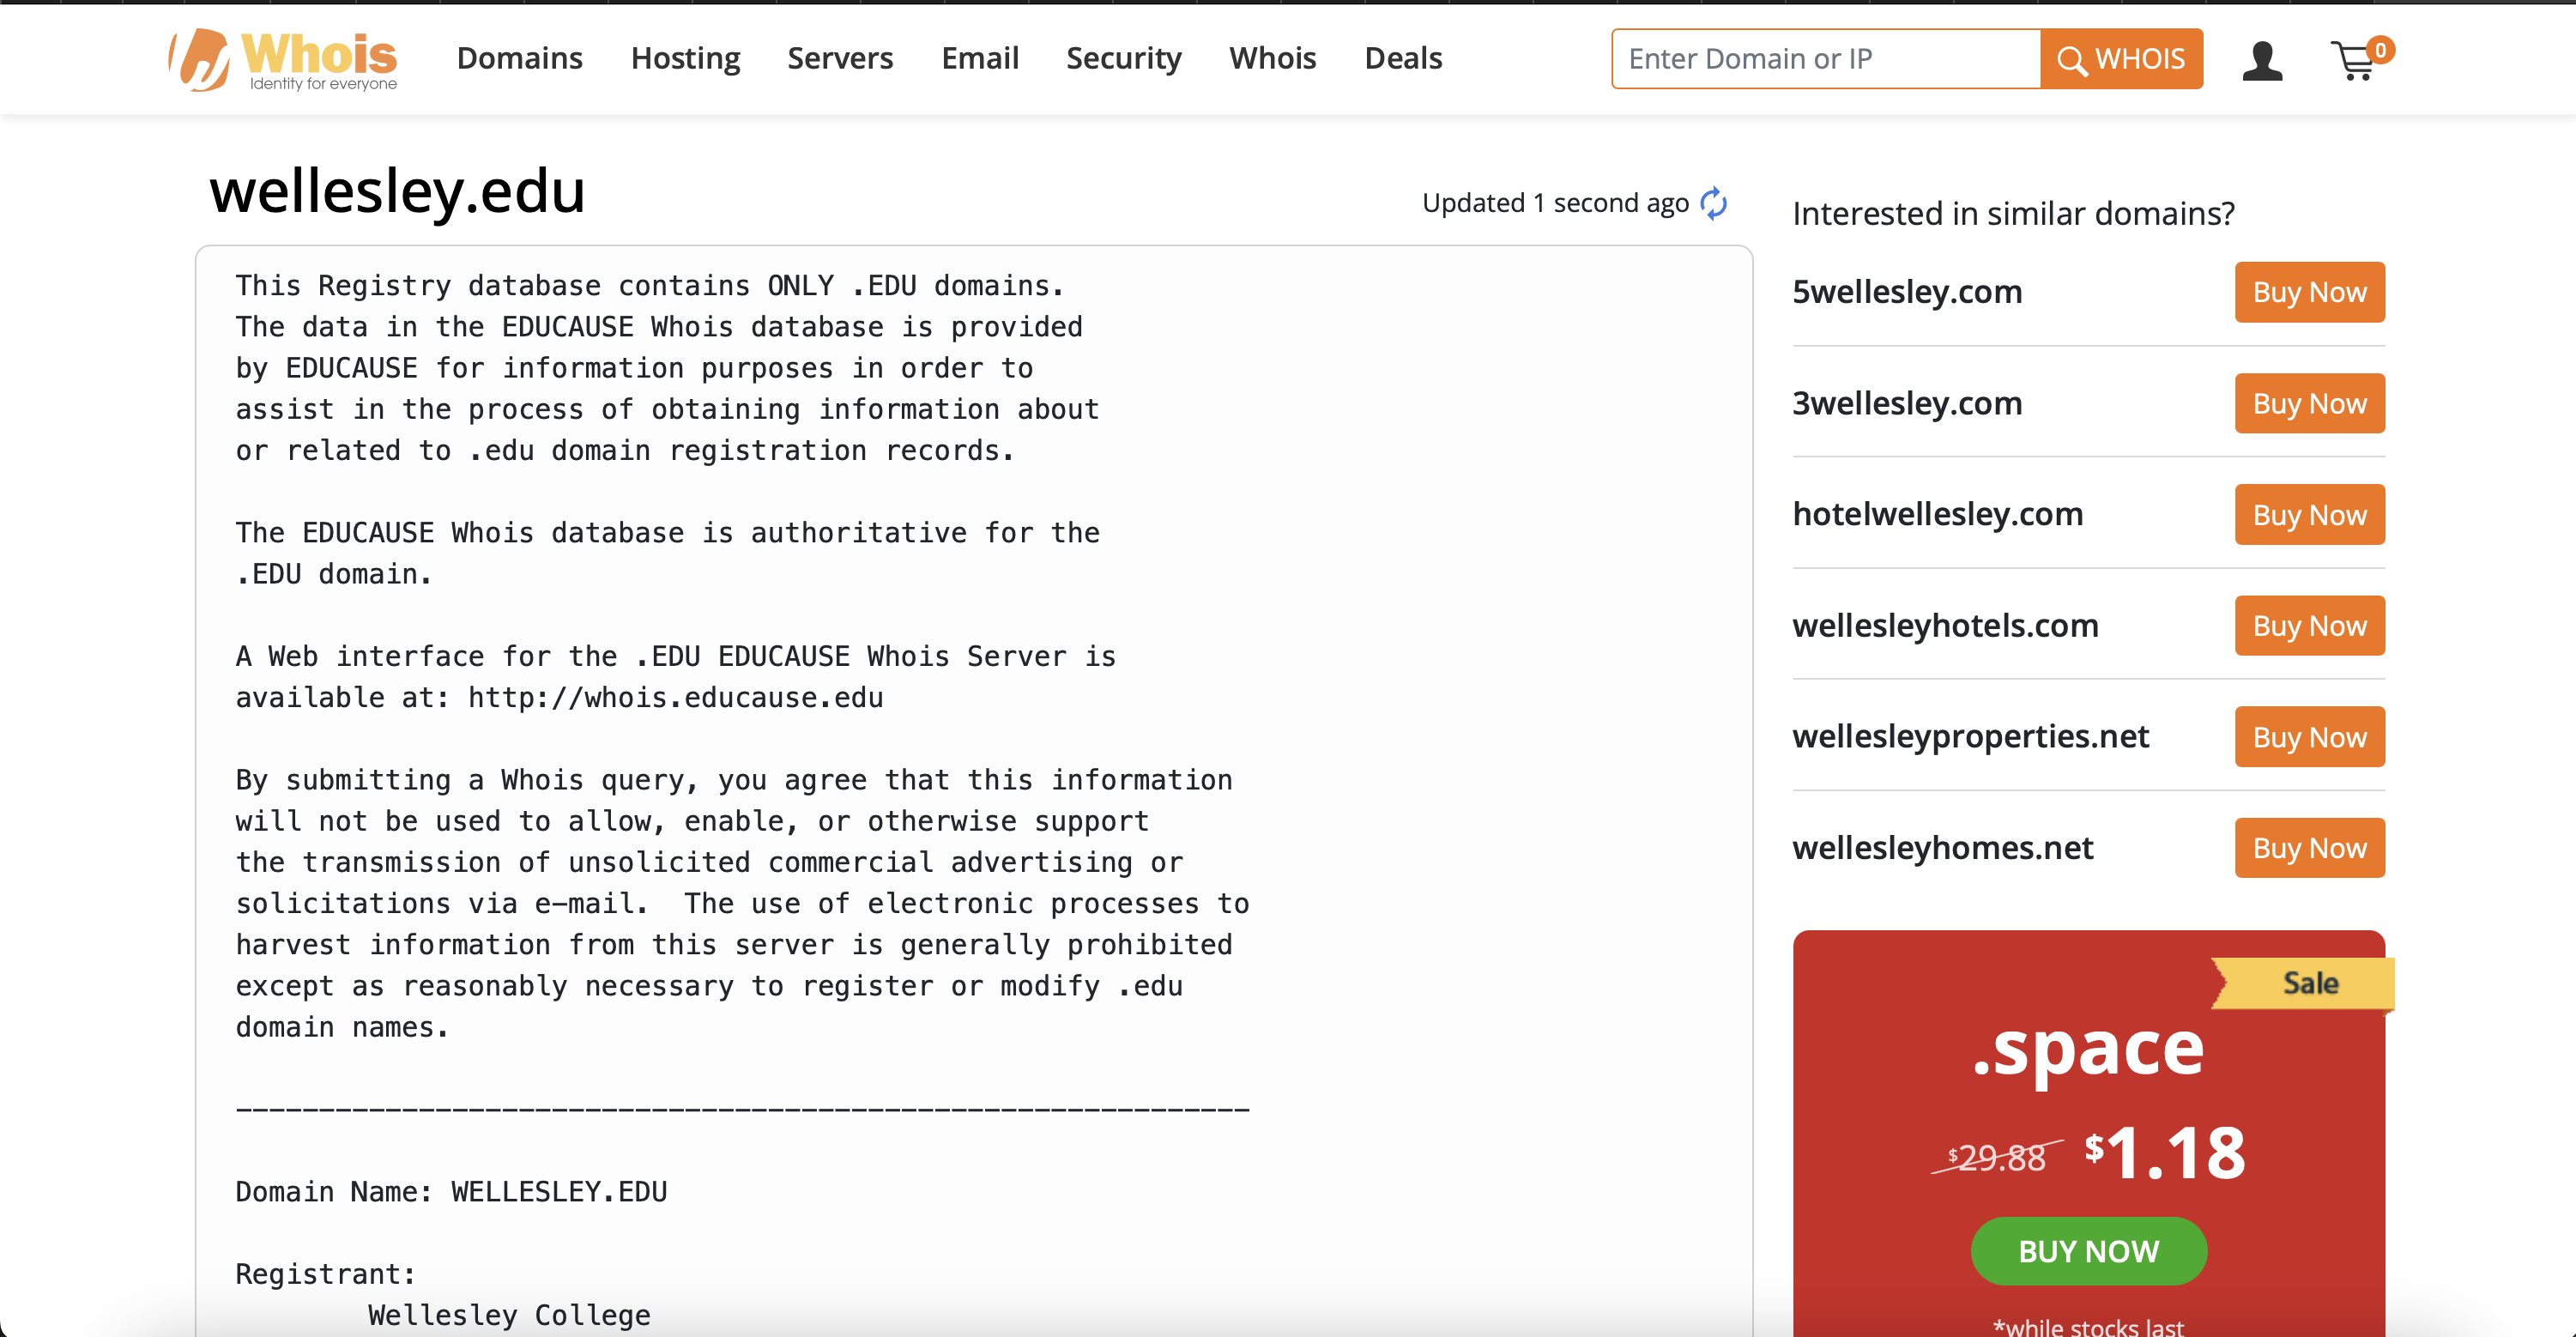 Whois
Identity for everyone
Domains
Hosting
Servers
Email
Security
Whois
Deals
Enter Domain or IP
WHOIS
0
wellesley.edu
Updated 1 second ago
This Registry database contains ONLY .EDU domains.
The data in the EDUCAUSE Whois database is provided
by EDUCAUSE for information purposes in order to
assist in the process of obtaining information about
or related to .edu domain registration records.
The EDUCAUSE Whois database is authoritative for the
.EDU domain.
A Web interface for the .EDU EDUCAUSE Whois Server is
available at: http://whois.educause.edu
By submitting a Whois query, you agree that this information
will not be used to allow, enable, or otherwise support
the transmission of unsolicited commercial advertising or
solicitations via e-mail.  The use of electronic processes to
harvest information from this server is generally prohibited
except as reasonably necessary to register or modify .edu
domain names.
-------------------------------------------------------------
Domain Name: WELLESLEY.EDU
Registrant:
Wellesley College
Interested in similar domains?
5wellesley.com
Buy Now
3wellesley.com
Buy Now
hotelwellesley.com
Buy Now
wellesleyhotels.com
Buy Now
wellesleyproperties.net
Buy Now
wellesleyhomes.net
Buy Now
Sale
.space
$29.88 $1.18
BUY NOW
*while stocks last